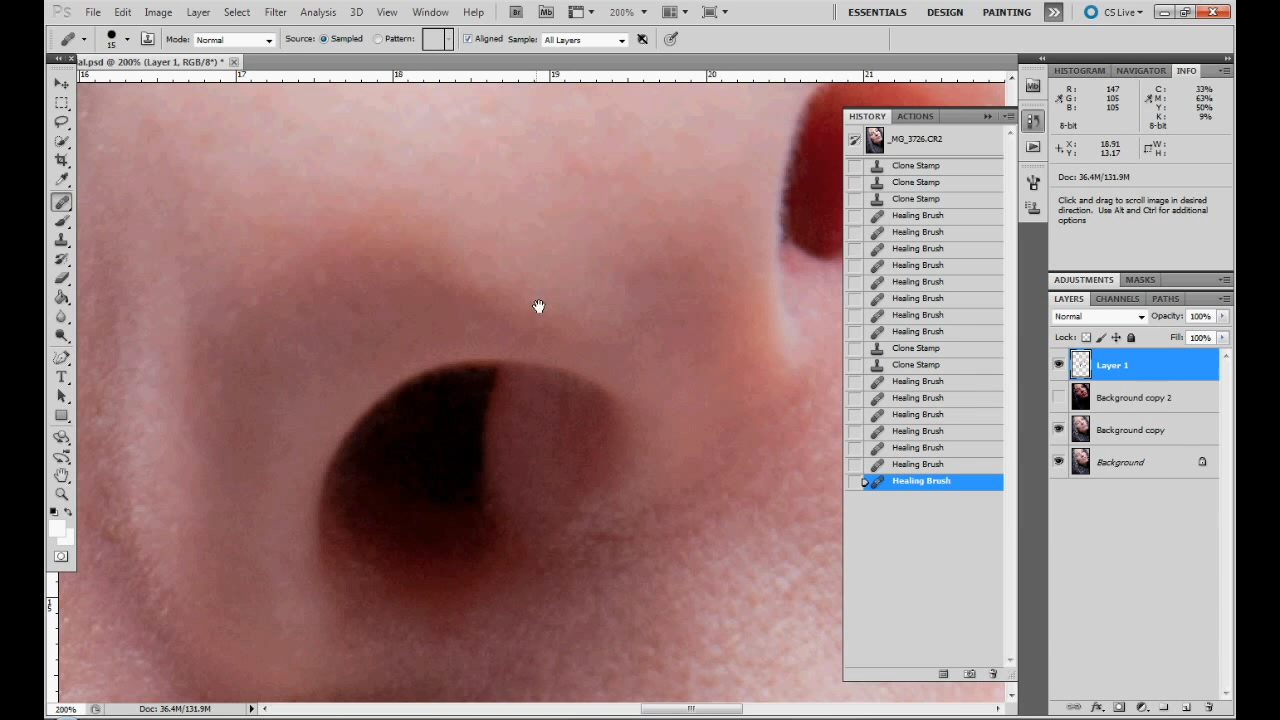 Ps File Edit Image Layer Select Filter Analysis 3D View Window Help Br Mb 200% ESSENTIALS DESIGN PAINTING CS Live
15 Mode: Normal Source: Sampled Pattern: Aligned Sample: All Layers
al.psd @ 200% (Layer 1, RGB/8*) *
16 17 18 19 20 21
HISTORY ACTIONS
_MG_3726.CR2
Clone Stamp
Clone Stamp
Clone Stamp
Healing Brush
Healing Brush
Healing Brush
Healing Brush
Healing Brush
Healing Brush
Healing Brush
Healing Brush
Clone Stamp
Clone Stamp
Healing Brush
Healing Brush
Healing Brush
Healing Brush
Healing Brush
Healing Brush
Healing Brush
Mb
HISTOGRAM NAVIGATOR INFO
R: 147 C: 33%
G: 105 M: 63%
B: 105 Y: 50%
K: 9%
8-bit 8-bit
X: 18.91 W:
Y: 13.17 H:
Doc: 36.4M/131.9M
Click and drag to scroll image in desired
direction. Use Alt and Ctrl for additional
options
ADJUSTMENTS MASKS
LAYERS CHANNELS PATHS
Normal Opacity: 100%
Lock: Fill: 100%
Layer 1
Background copy 2
Background copy
Background
15
200% Doc: 36.4M/131.9M